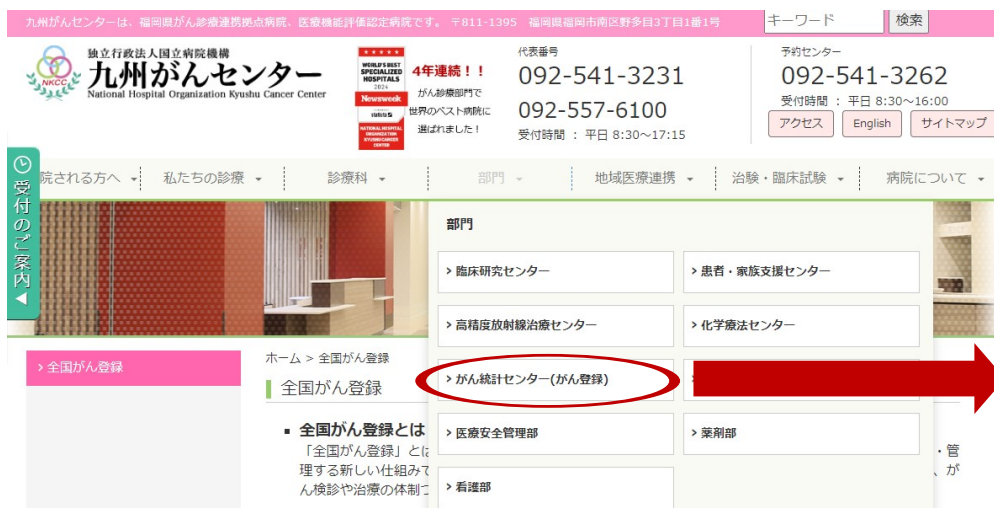 九州がんセンターは、福岡県がん診療連携拠点病院、医療機能評価認定病院です。 〒811-1395 福岡県福岡市南区野多目3丁目1番1号
キーワード
検索
独立行政法人国立病院機構
九州がんセンター
National Hospital Organization Kyushu Cancer Center
NKCC
WORLD'S BEST
SPECIALIZED
HOSPITALS
2024
Newsweek
statista
NATIONAL HOSPITAL
ORGANIZATION
KYUSHU CANCER
CENTER
4年連続！！
がん診療部門で
世界のベスト病院に
選ばれました！
代表番号
092-541-3231
092-557-6100
受付時間 ： 平日 8:30～17:15
予約センター
092-541-3262
受付時間 ： 平日 8:30～16:00
アクセス
English
サイトマップ
受付のご案内
院される方へ
私たちの診療
診療科
部門
地域医療連携
治験・臨床試験
病院について
部門
臨床研究センター
患者・家族支援センター
高精度放射線治療センター
化学療法センター
がん統計センター(がん登録)
医療安全管理部
薬剤部
看護部
全国がん登録
ホーム > 全国がん登録
全国がん登録
全国がん登録とは
「全国がん登録」と
・管
理する新しい仕組みで
、が
ん検診や治療の体制